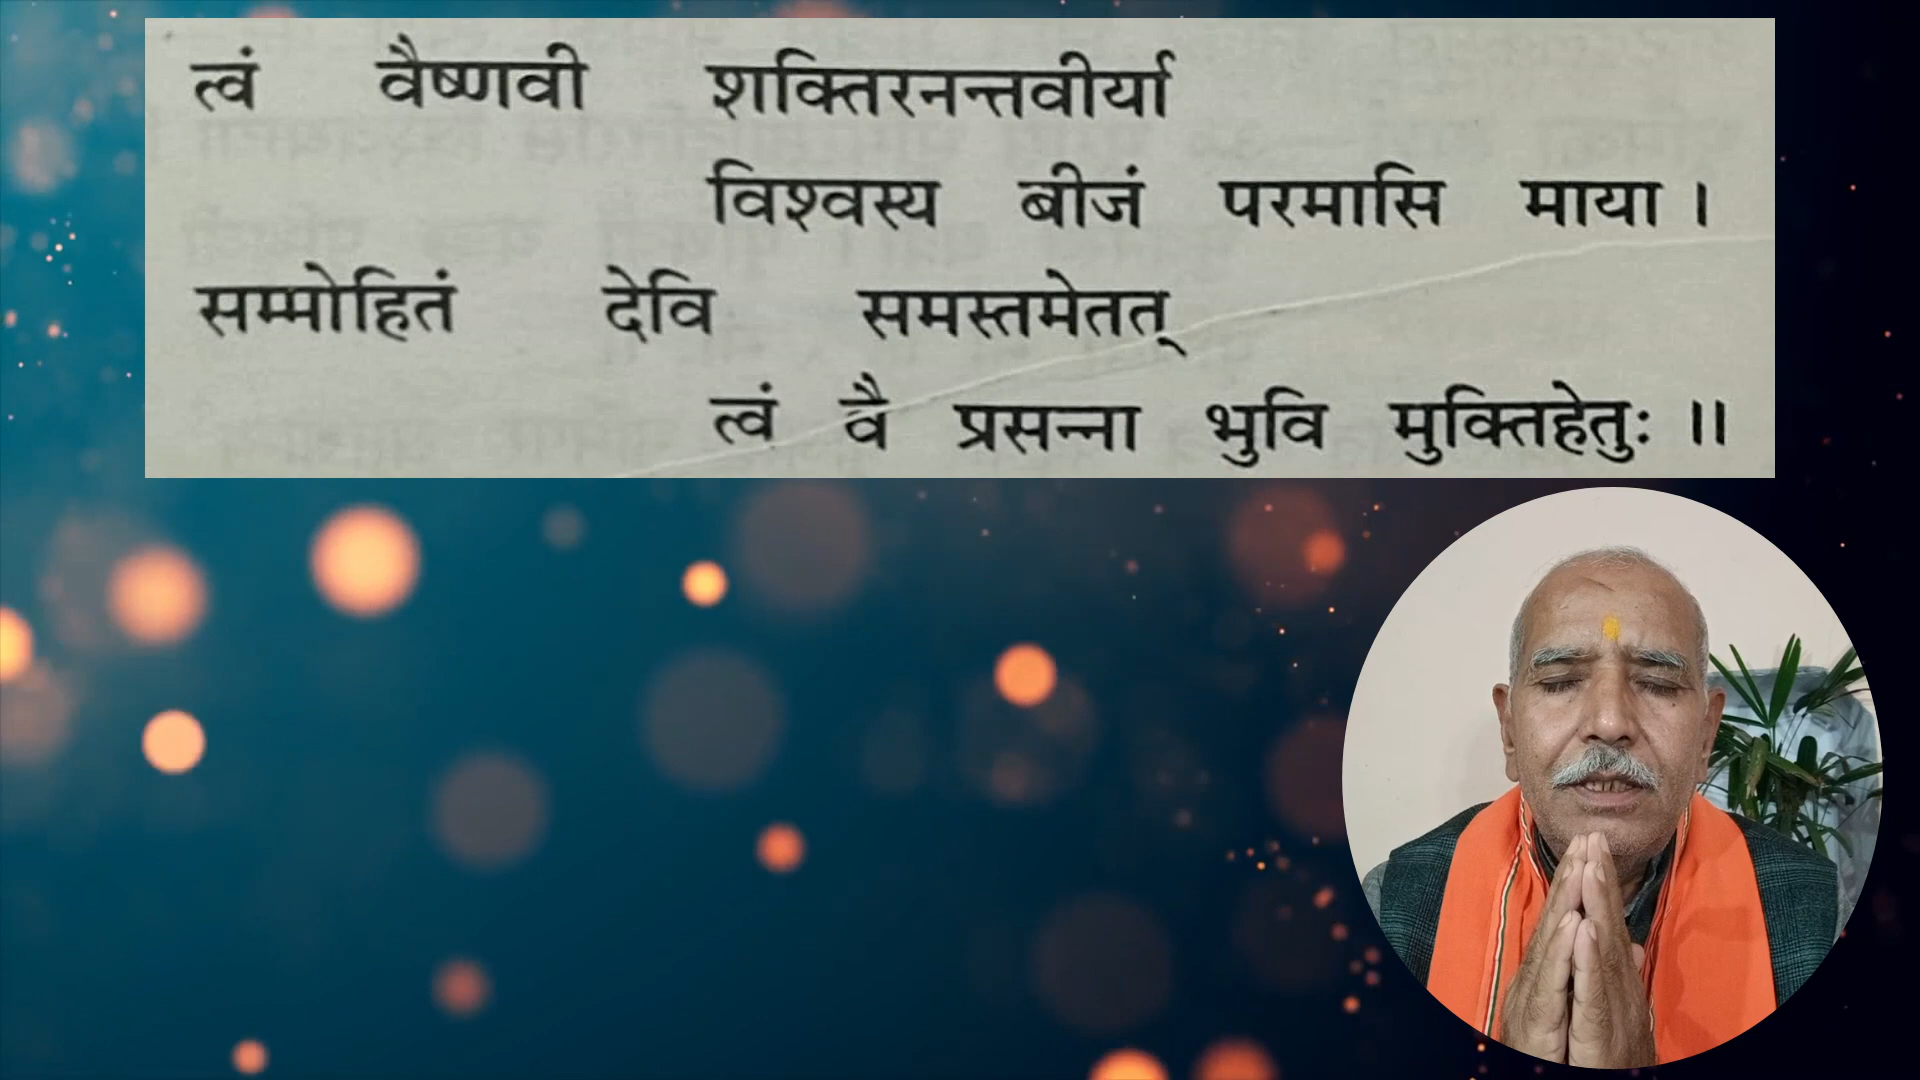 त्वं वैष्णवी शक्तिरनन्तवीर्या
विश्वस्य बीजं परमासि माया ।
सम्मोहितं देवि समस्तमेतत्
त्वं वै प्रसन्ना भुवि मुक्तिहेतुः ॥